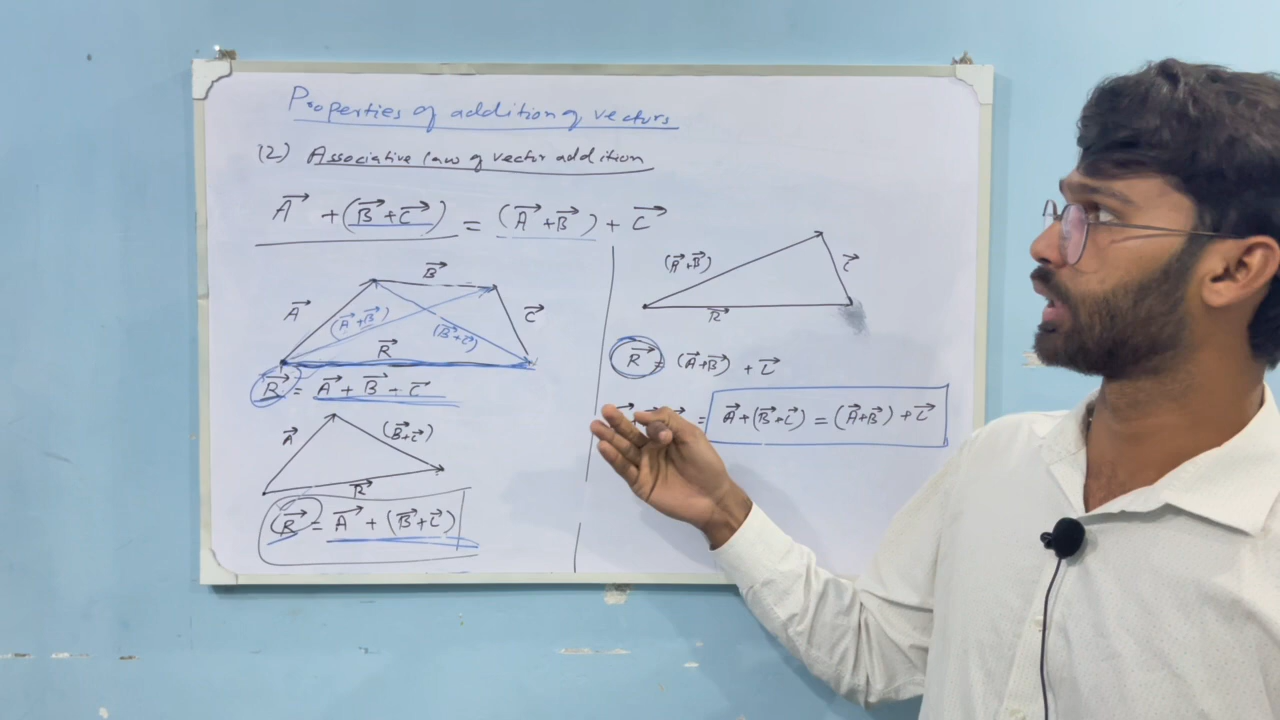 Properties of addition of vectors
(2) Associative law of vector addition
A⃗ + (B⃗ + C⃗) = (A⃗ + B⃗) + C⃗
B⃗
A⃗
(A⃗+B⃗)
(B⃗+C⃗)
C⃗
R⃗
R⃗ = A⃗ + B⃗ + C⃗
A⃗
(B⃗+C⃗)
R⃗
R⃗ = A⃗ + (B⃗+C⃗)
(A⃗+B⃗)
C⃗
R⃗
R⃗ = (A⃗+B⃗) + C⃗
= A⃗+(B⃗+C⃗) = (A⃗+B⃗)+C⃗